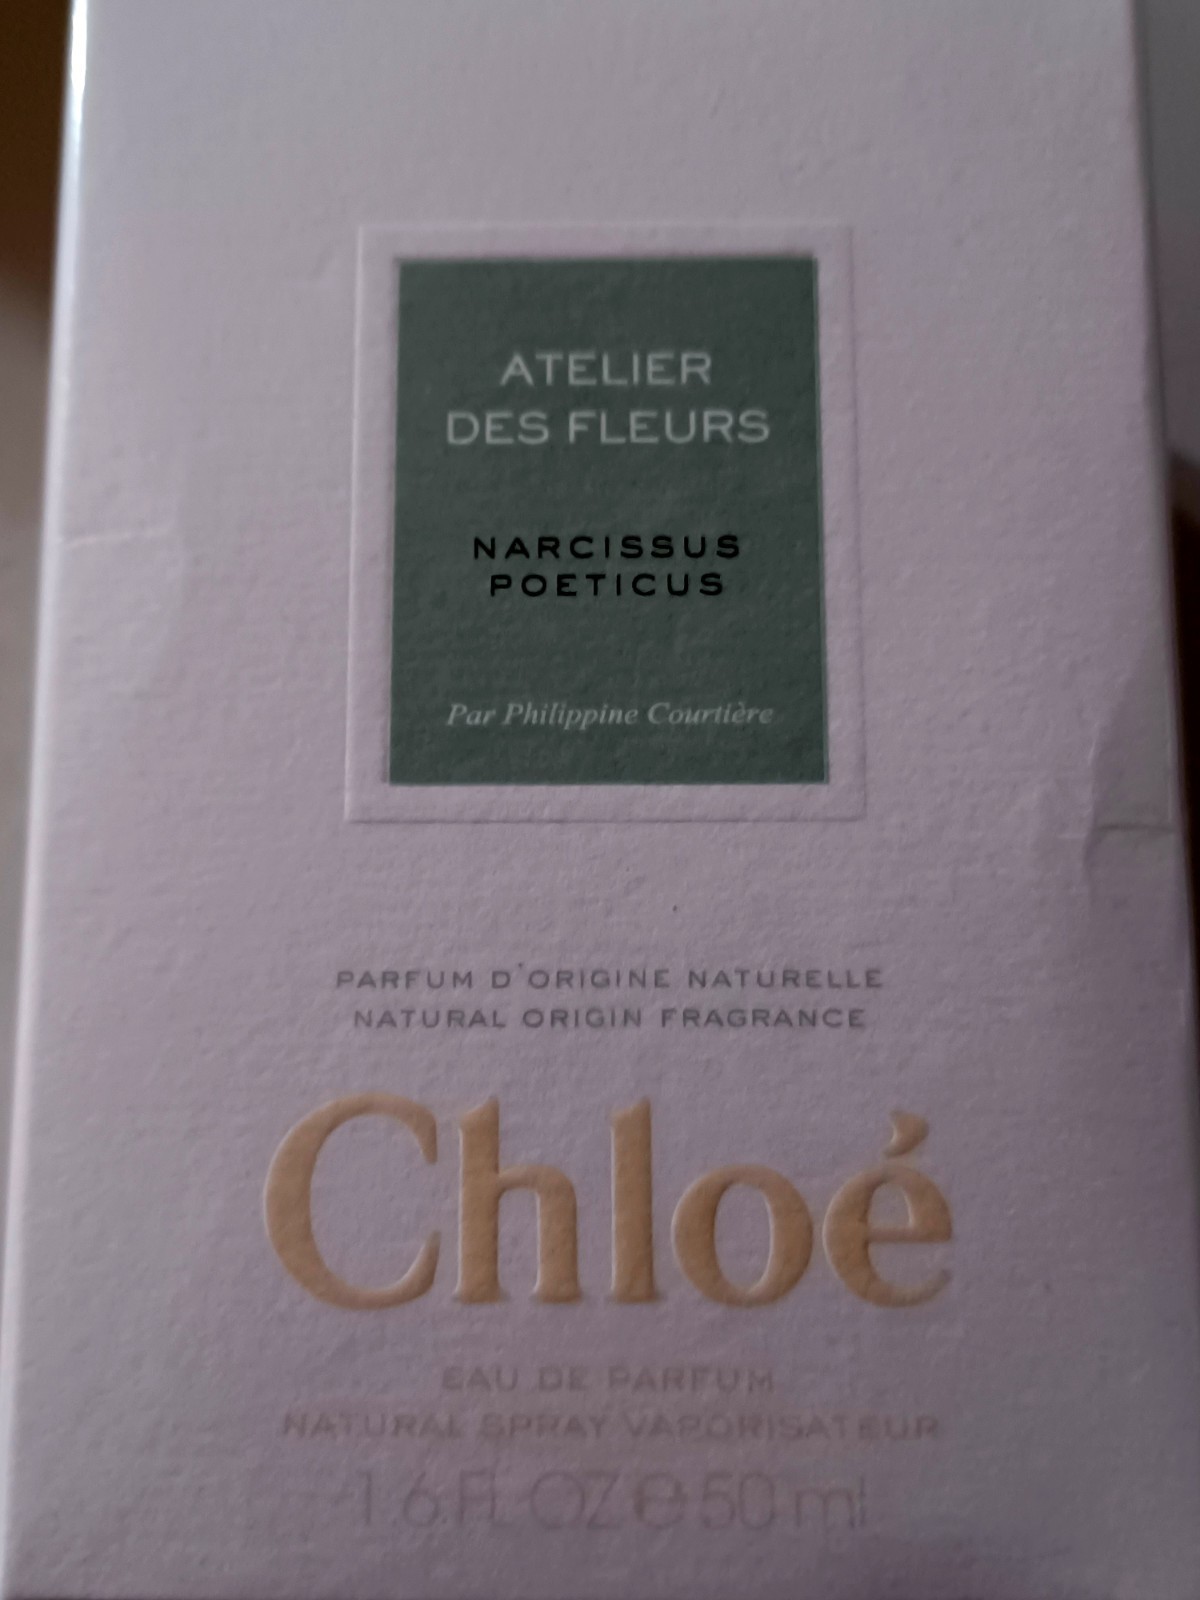 ATELIER
DES FLEURS
NARCISSUS
POETICUS
Par Philippine Courtière
PARFUM D'ORIGINE NATURELLE
NATURAL ORIGIN FRAGRANCE
Chloé
EAU DE PARFUM
NATURAL SPRAY VAPORISATEUR
1.6 FL. OZ ℮ 50 ml